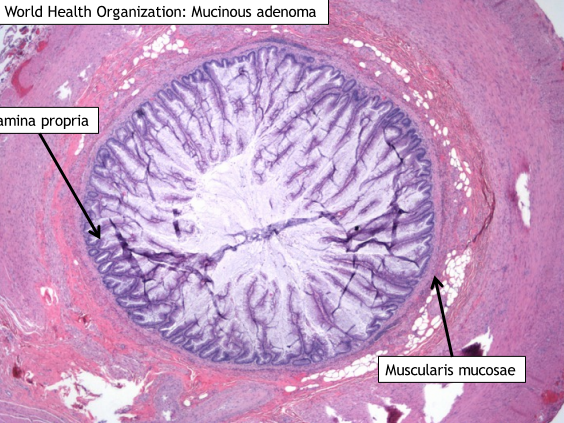 World Health Organization: Mucinous adenoma
amina propria
Muscularis mucosae